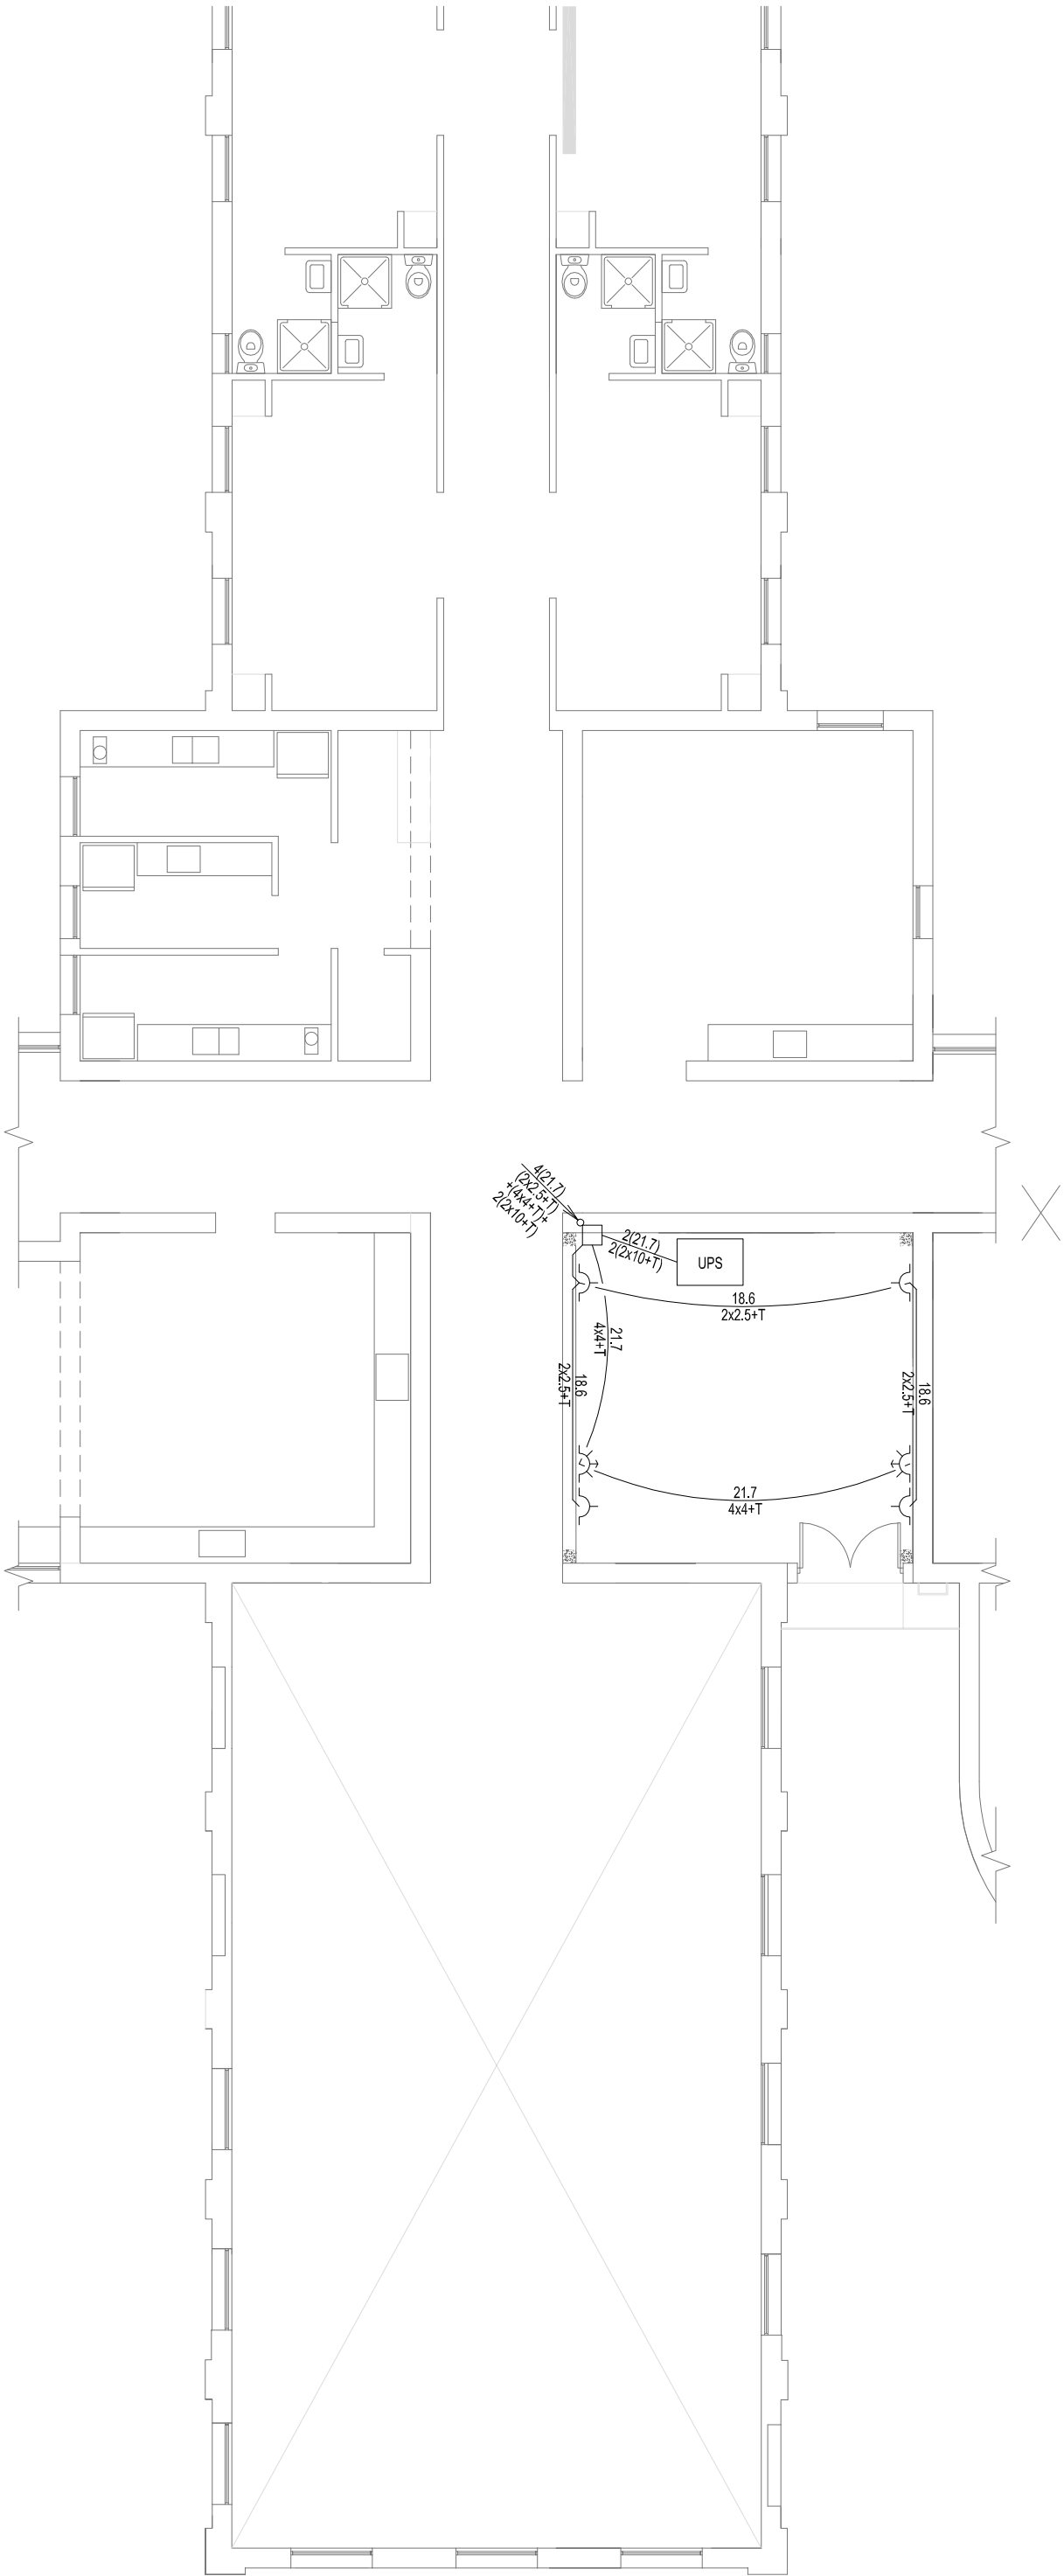 4(21.7)
(2x2.5+T)
+(4x4+T)+
2(2x10+T)
2(21.7)
2(2x10+T)
UPS
18.6
2x2.5+T
21.7
4x4+T
18.6
2x2.5+T
18.6
2x2.5+T
21.7
4x4+T